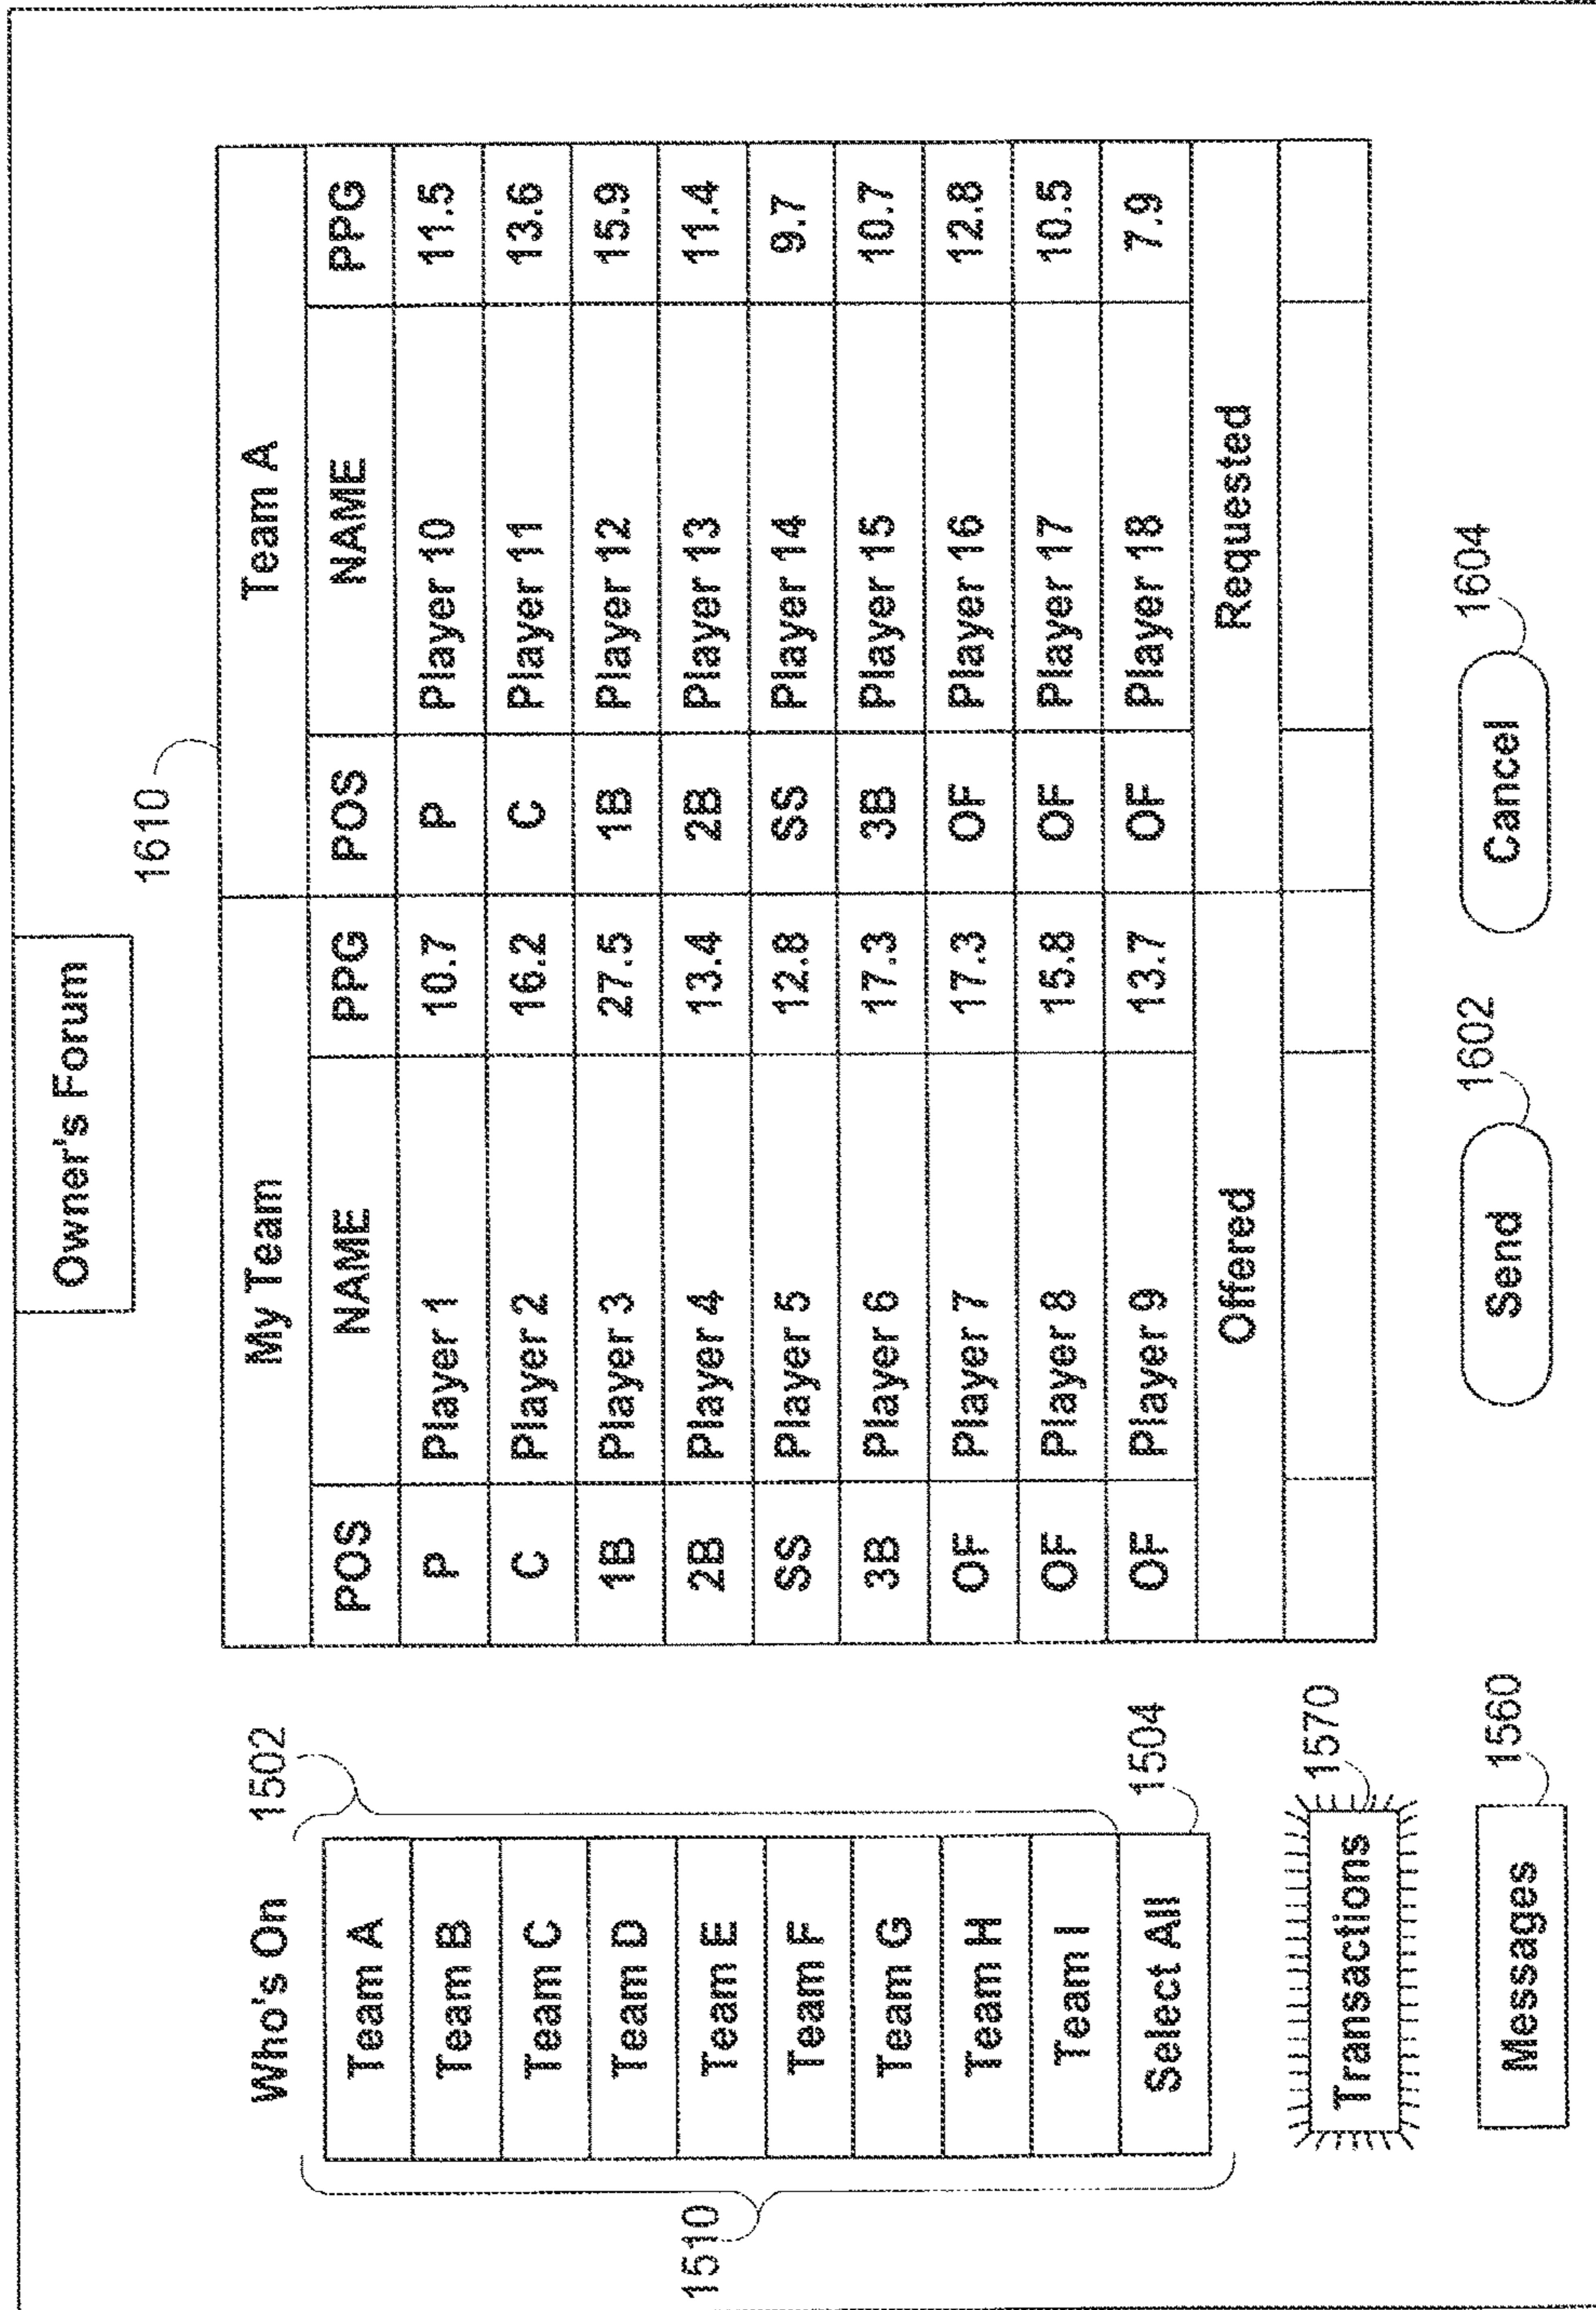 Owner's Forum
1610
My Team Team A
POS NAME PPG POS NAME PPG
P Player 1 10.7 P Player 10 11.5
C Player 2 16.2 C Player 11 13.6
1B Player 3 27.5 1B Player 12 15.9
2B Player 4 13.4 2B Player 13 11.4
SS Player 5 12.8 SS Player 14 9.7
3B Player 6 17.3 3B Player 15 10.7
OF Player 7 17.3 OF Player 16 12.8
OF Player 8 15.8 OF Player 17 10.5
OF Player 9 13.7 OF Player 18 7.9
Offered Requested
Who's On 1502
Team A
Team B
Team C
Team D
Team E
Team F
Team G
Team H
Team I
Select All
1504
1510
Transactions
1570
Messages
1560
Send
1602
Cancel
1604